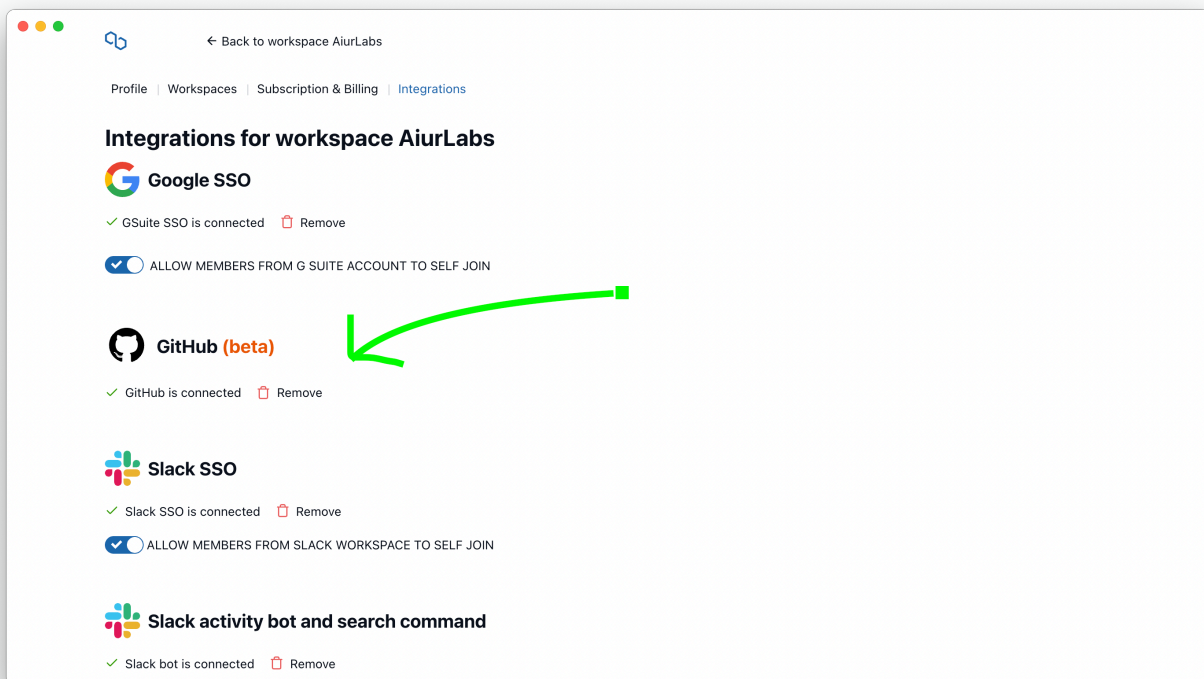 ← Back to workspace AiurLabs
Profile | Workspaces | Subscription & Billing | Integrations
Integrations for workspace AiurLabs
Google SSO
GSuite SSO is connected Remove
ALLOW MEMBERS FROM G SUITE ACCOUNT TO SELF JOIN
GitHub (beta)
GitHub is connected Remove
Slack SSO
Slack SSO is connected Remove
ALLOW MEMBERS FROM SLACK WORKSPACE TO SELF JOIN
Slack activity bot and search command
Slack bot is connected Remove